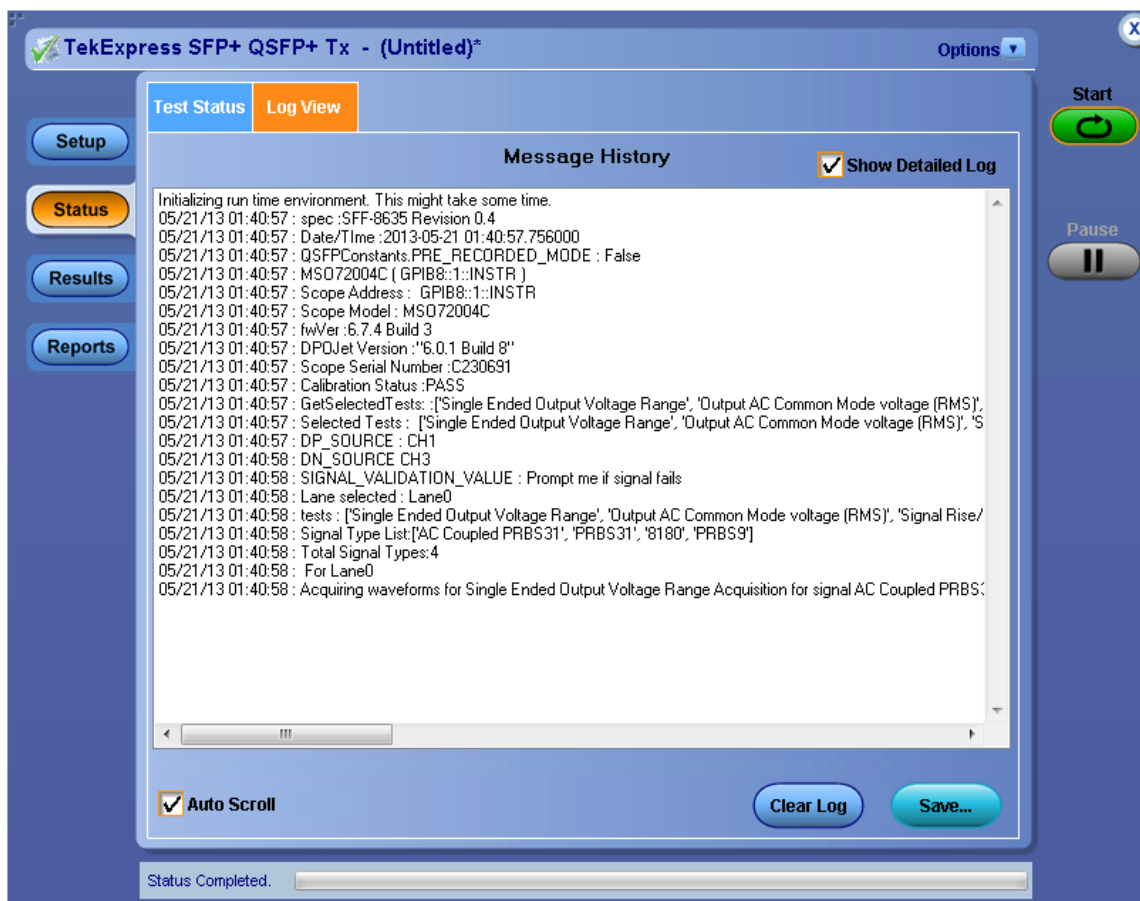 TekExpress SFP+ QSFP+ Tx - (Untitled)*
Options
x
Test Status
Log View
Start
Setup
Message History
Show Detailed Log
Status
Initializing run time environment. This might take some time.
05/21/13 01:40:57 : spec :SFF-8635 Revision 0.4
05/21/13 01:40:57 : Date/TIme :2013-05-21 01:40:57.756000
05/21/13 01:40:57 : QSFPConstants.PRE_RECORDED_MODE : False
05/21/13 01:40:57 : MSO72004C ( GPIB8::1::INSTR )
05/21/13 01:40:57 : Scope Address : GPIB8::1::INSTR
05/21/13 01:40:57 : Scope Model : MSO72004C
05/21/13 01:40:57 : fwVer :6.7.4 Build 3
05/21/13 01:40:57 : DPOJet Version :"6.0.1 Build 8"
05/21/13 01:40:57 : Scope Serial Number :C230691
05/21/13 01:40:57 : Calibration Status :PASS
05/21/13 01:40:57 : GetSelectedTests: :['Single Ended Output Voltage Range', 'Output AC Common Mode voltage (RMS)',
05/21/13 01:40:57 : Selected Tests : ['Single Ended Output Voltage Range', 'Output AC Common Mode voltage (RMS)', 'S
05/21/13 01:40:57 : DP_SOURCE : CH1
05/21/13 01:40:58 : DN_SOURCE CH3
05/21/13 01:40:58 : SIGNAL_VALIDATION_VALUE : Prompt me if signal fails
05/21/13 01:40:58 : Lane selected : Lane0
05/21/13 01:40:58 : tests : ['Single Ended Output Voltage Range', 'Output AC Common Mode voltage (RMS)', 'Signal Rise/
05/21/13 01:40:58 : Signal Type List:['AC Coupled PRBS31', 'PRBS31', '8180', 'PRBS9']
05/21/13 01:40:58 : Total Signal Types:4
05/21/13 01:40:58 : For Lane0
05/21/13 01:40:58 : Acquiring waveforms for Single Ended Output Voltage Range Acquisition for signal AC Coupled PRBS3
Pause
Results
Reports
Auto Scroll
Clear Log
Save...
Status Completed.